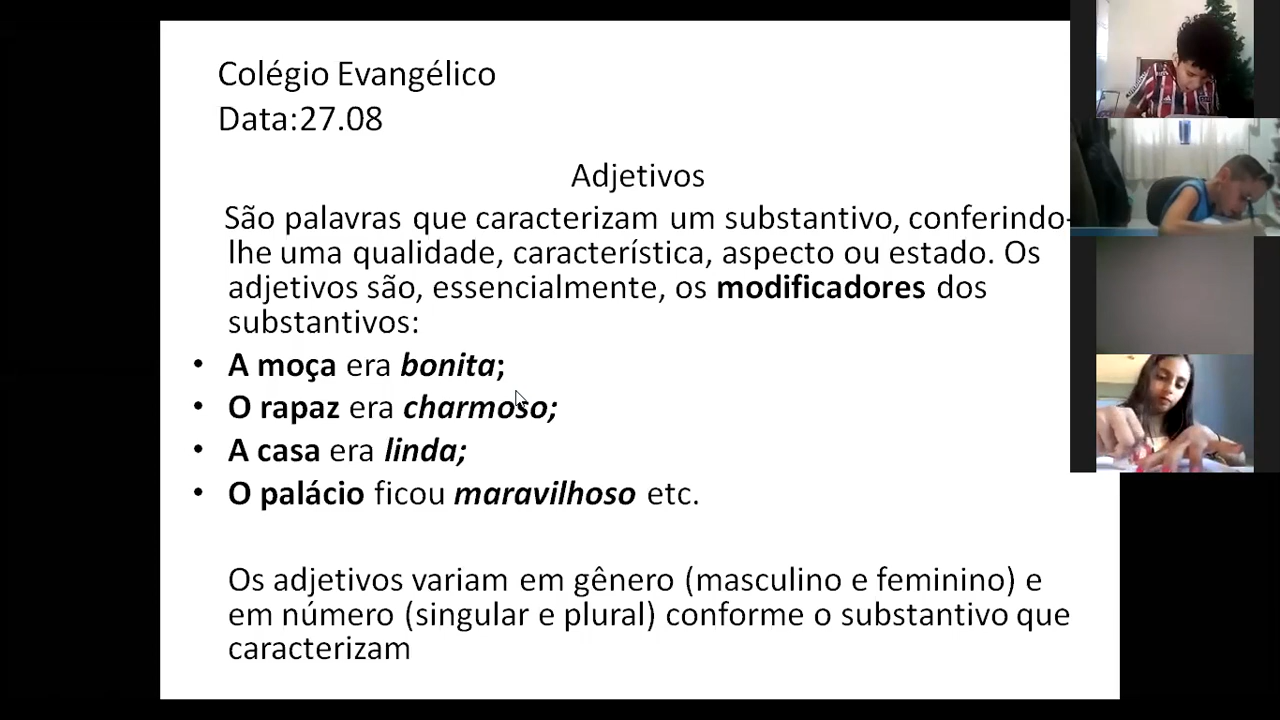 Colégio Evangélico
Data:27.08
Adjetivos
São palavras que caracterizam um substantivo, conferindo-
lhe uma qualidade, característica, aspecto ou estado. Os
adjetivos são, essencialmente, os modificadores dos
substantivos:
• A moça era bonita;
• O rapaz era charmoso;
• A casa era linda;
• O palácio ficou maravilhoso etc.
Os adjetivos variam em gênero (masculino e feminino) e
em número (singular e plural) conforme o substantivo que
caracterizam